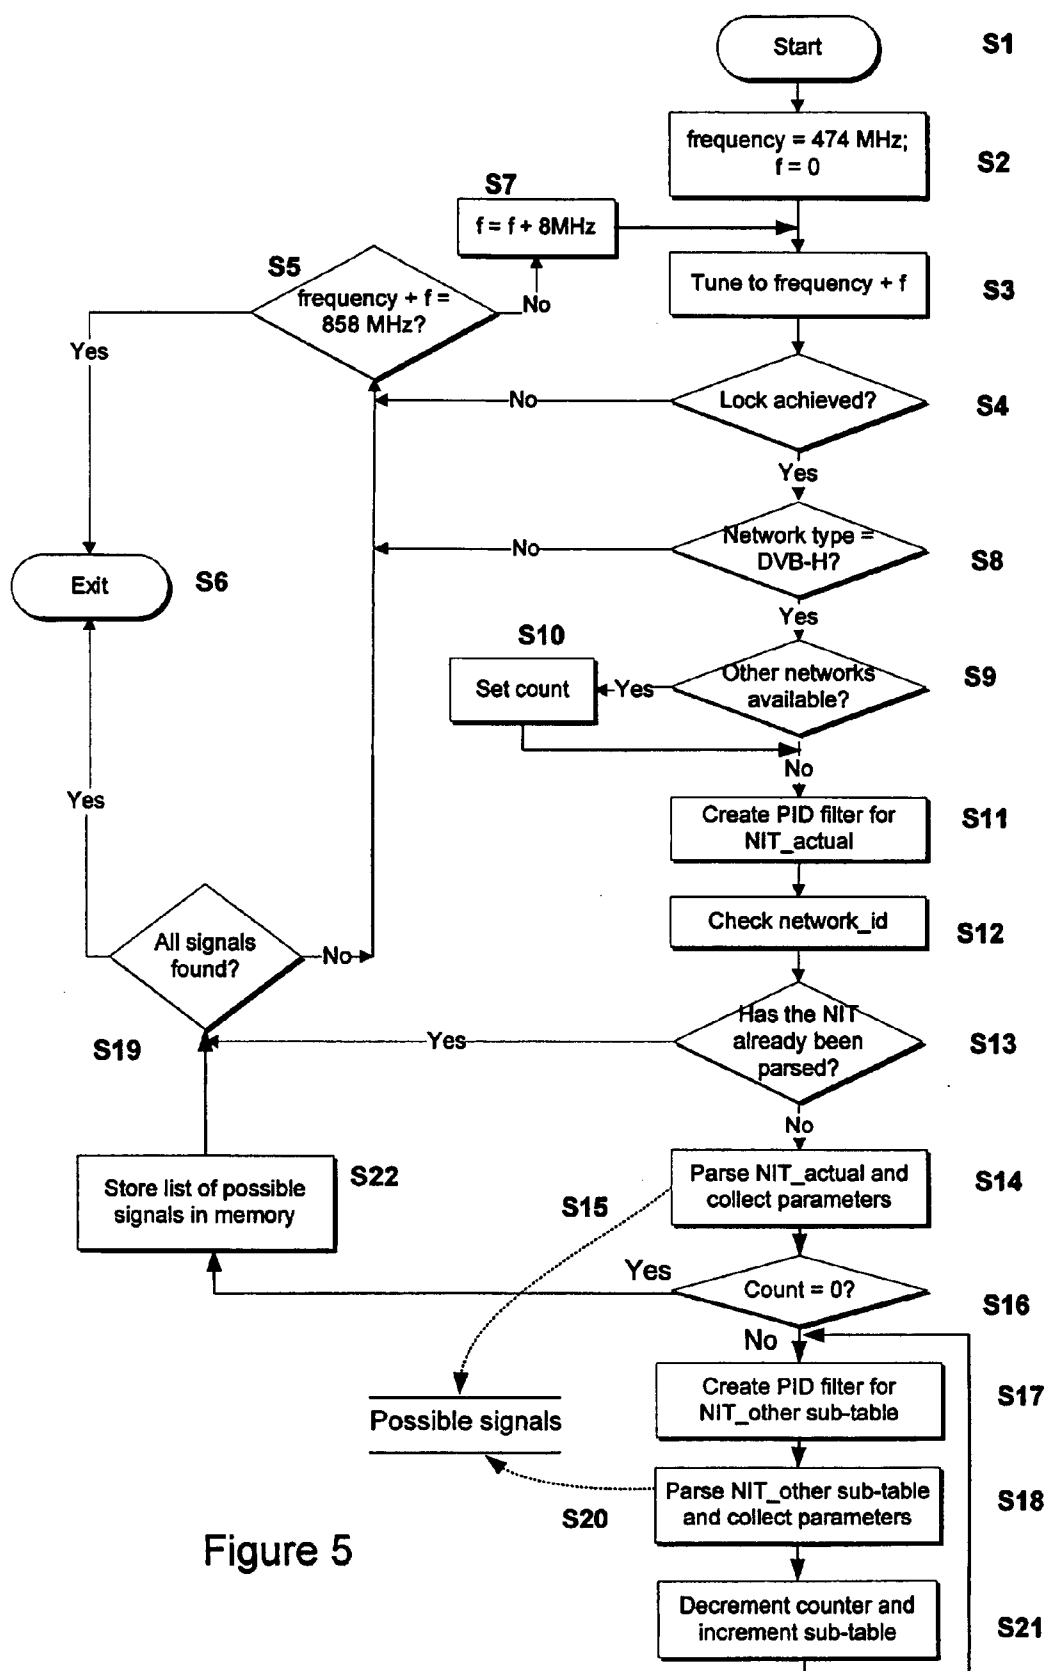 Start
S1
frequency = 474 MHz;
f = 0
S2
S7
f = f + 8MHz
S5
frequency + f =
858 MHz?
No
Tune to frequency + f
S3
Yes
Lock achieved?
No
S4
Yes
Network type =
DVB-H?
No
S8
Exit
S6
Yes
S10
Set count
Yes
Other networks
available?
S9
No
Yes
Create PID filter for
NIT_actual
S11
Check network_id
S12
All signals
found?
No
Has the NIT
already been
parsed?
Yes
S13
S19
No
Store list of possible
signals in memory
S22
Parse NIT_actual and
collect parameters
S14
S15
Yes
Count = 0?
S16
No
Create PID filter for
NIT_other sub-table
S17
Possible signals
Parse NIT_other sub-table
and collect parameters
S18
S20
Figure 5
Decrement counter and
increment sub-table
S21